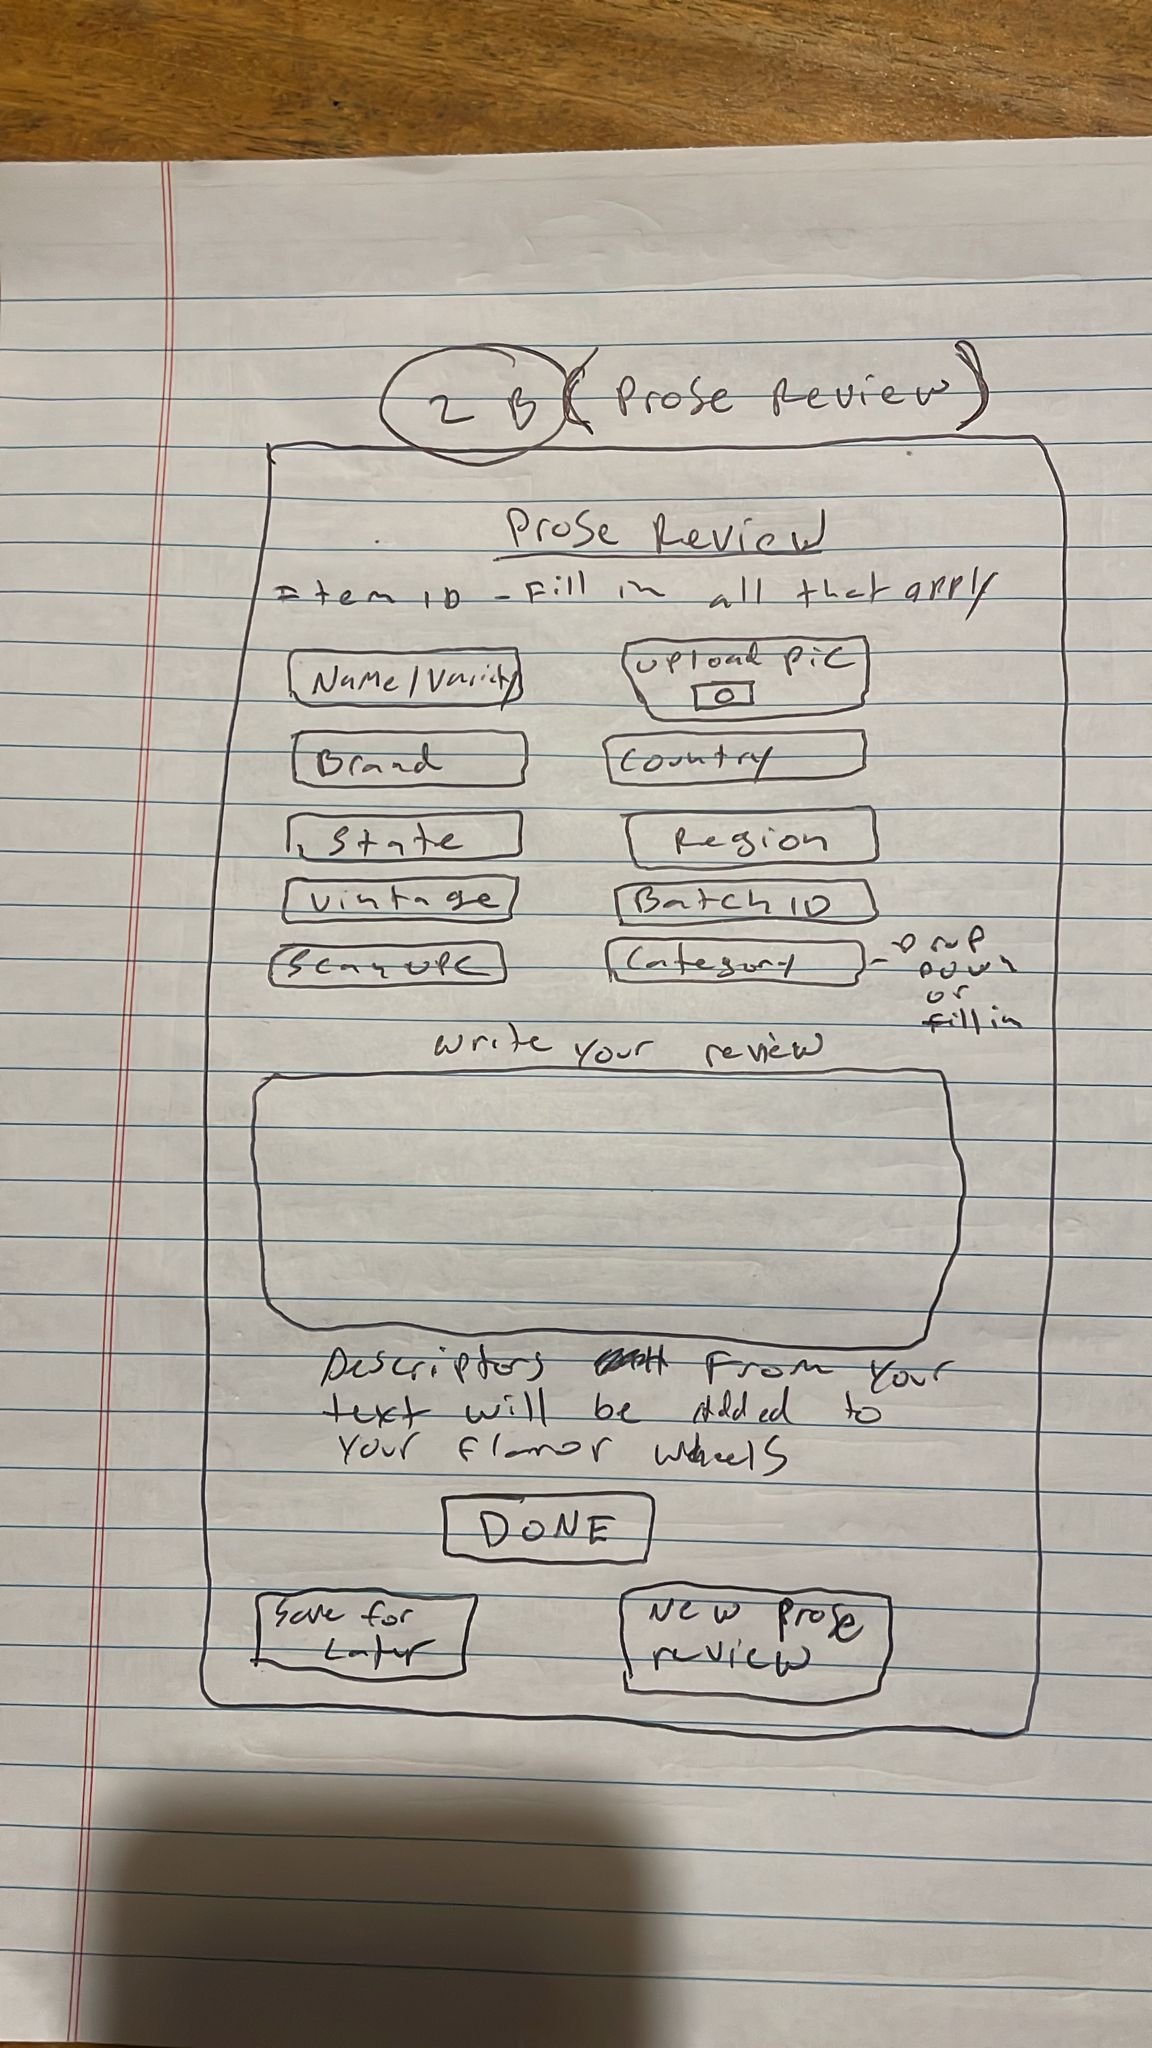 2B (Prose Review)
Prose Review
Item ID - Fill in all that apply
Name/Variety
Upload Pic
Brand
Country
State
Region
Vintage
Batch ID
Scan UPC
Category - Drop
Down
or
fill in
Write your review
Descriptors From your
text will be Added to
your Flavor Wheels
DONE
Save for
Later
New Prose
review